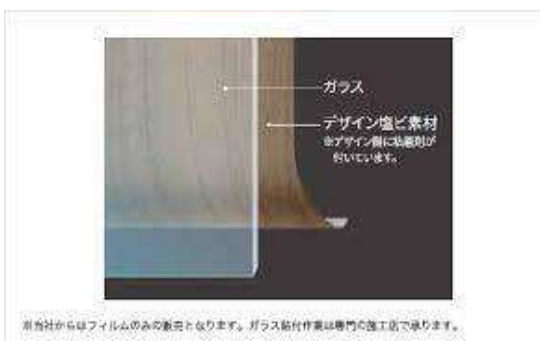 ガラス
デザイン塩ビ素材
※デザイン側に粘着剤が
付いています。
※当社からはフィルムのみの販売となります。ガラス貼付作業は専門の施工店で承ります。